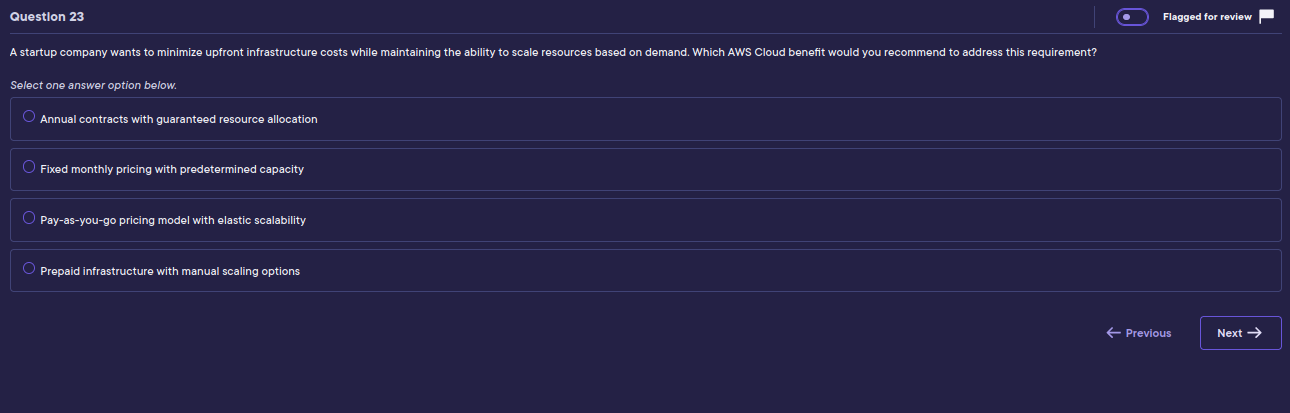 Question 23
Flagged for review
A startup company wants to minimize upfront infrastructure costs while maintaining the ability to scale resources based on demand. Which AWS Cloud benefit would you recommend to address this requirement?
Select one answer option below.
Annual contracts with guaranteed resource allocation
Fixed monthly pricing with predetermined capacity
Pay-as-you-go pricing model with elastic scalability
Prepaid infrastructure with manual scaling options
Previous
Next